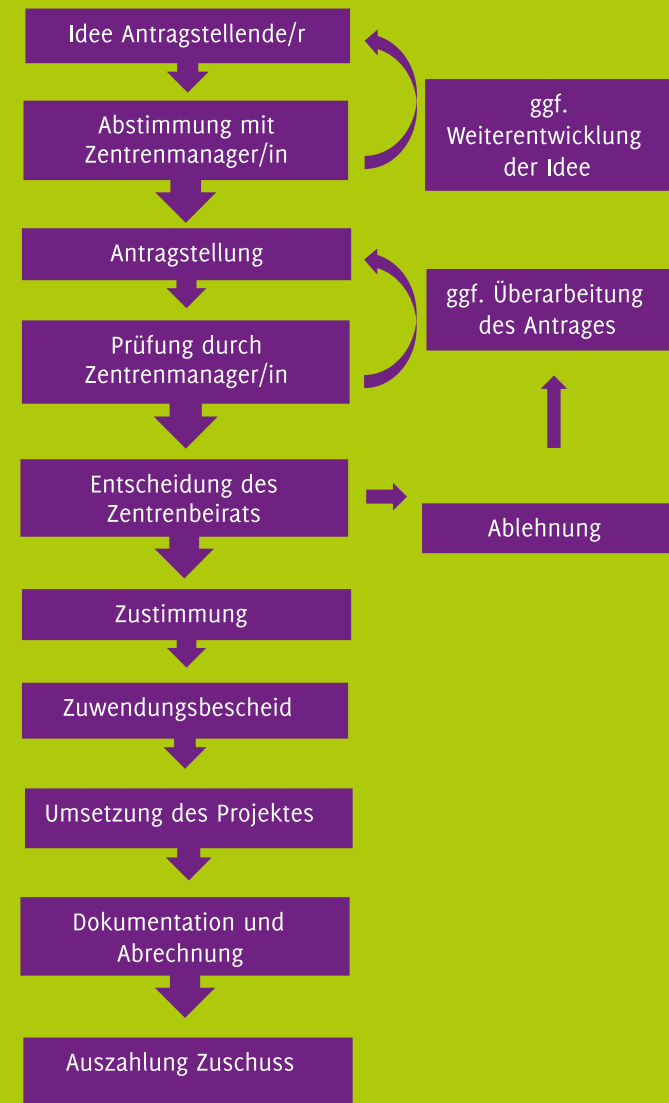 Idee Antragstellende/r
Abstimmung mit
Zentrenmanager/in
ggf.
Weiterentwicklung
der Idee
Antragstellung
Prüfung durch
Zentrenmanager/in
ggf. Überarbeitung
des Antrages
Entscheidung des
Zentrenbeirats
Ablehnung
Zustimmung
Zuwendungsbescheid
Umsetzung des Projektes
Dokumentation und
Abrechnung
Auszahlung Zuschuss